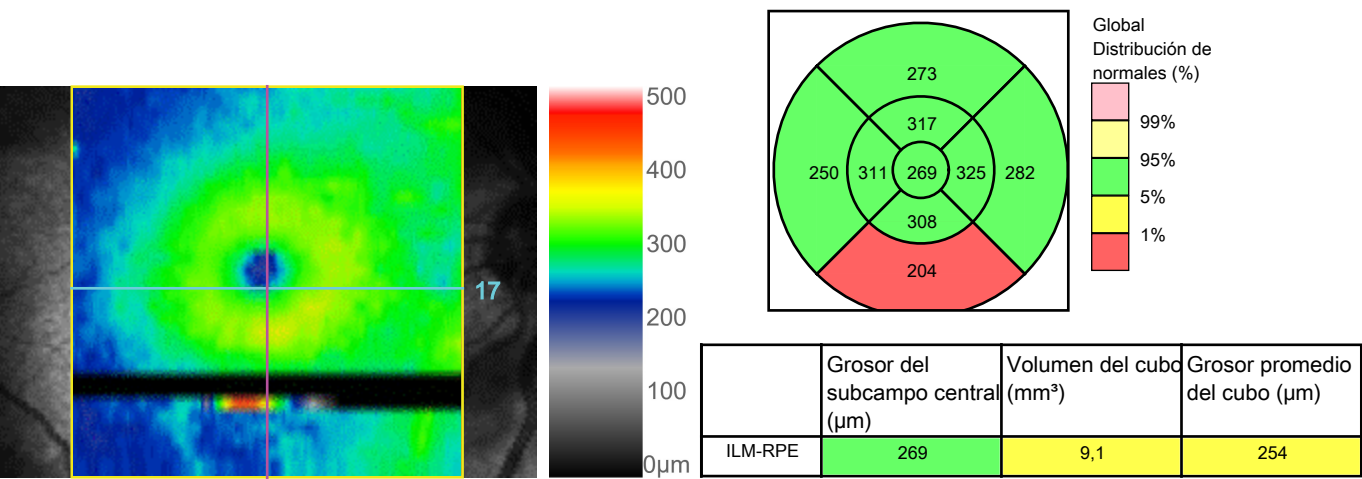 500
400
300
200
100
0µm
17
273
317
250
311
269
325
282
308
204
Global
Distribución de
normales (%)
99%
95%
5%
1%
Grosor del
subcampo central
(µm)
Volumen del cubo
(mm³)
Grosor promedio
del cubo (µm)
ILM-RPE
269
9,1
254